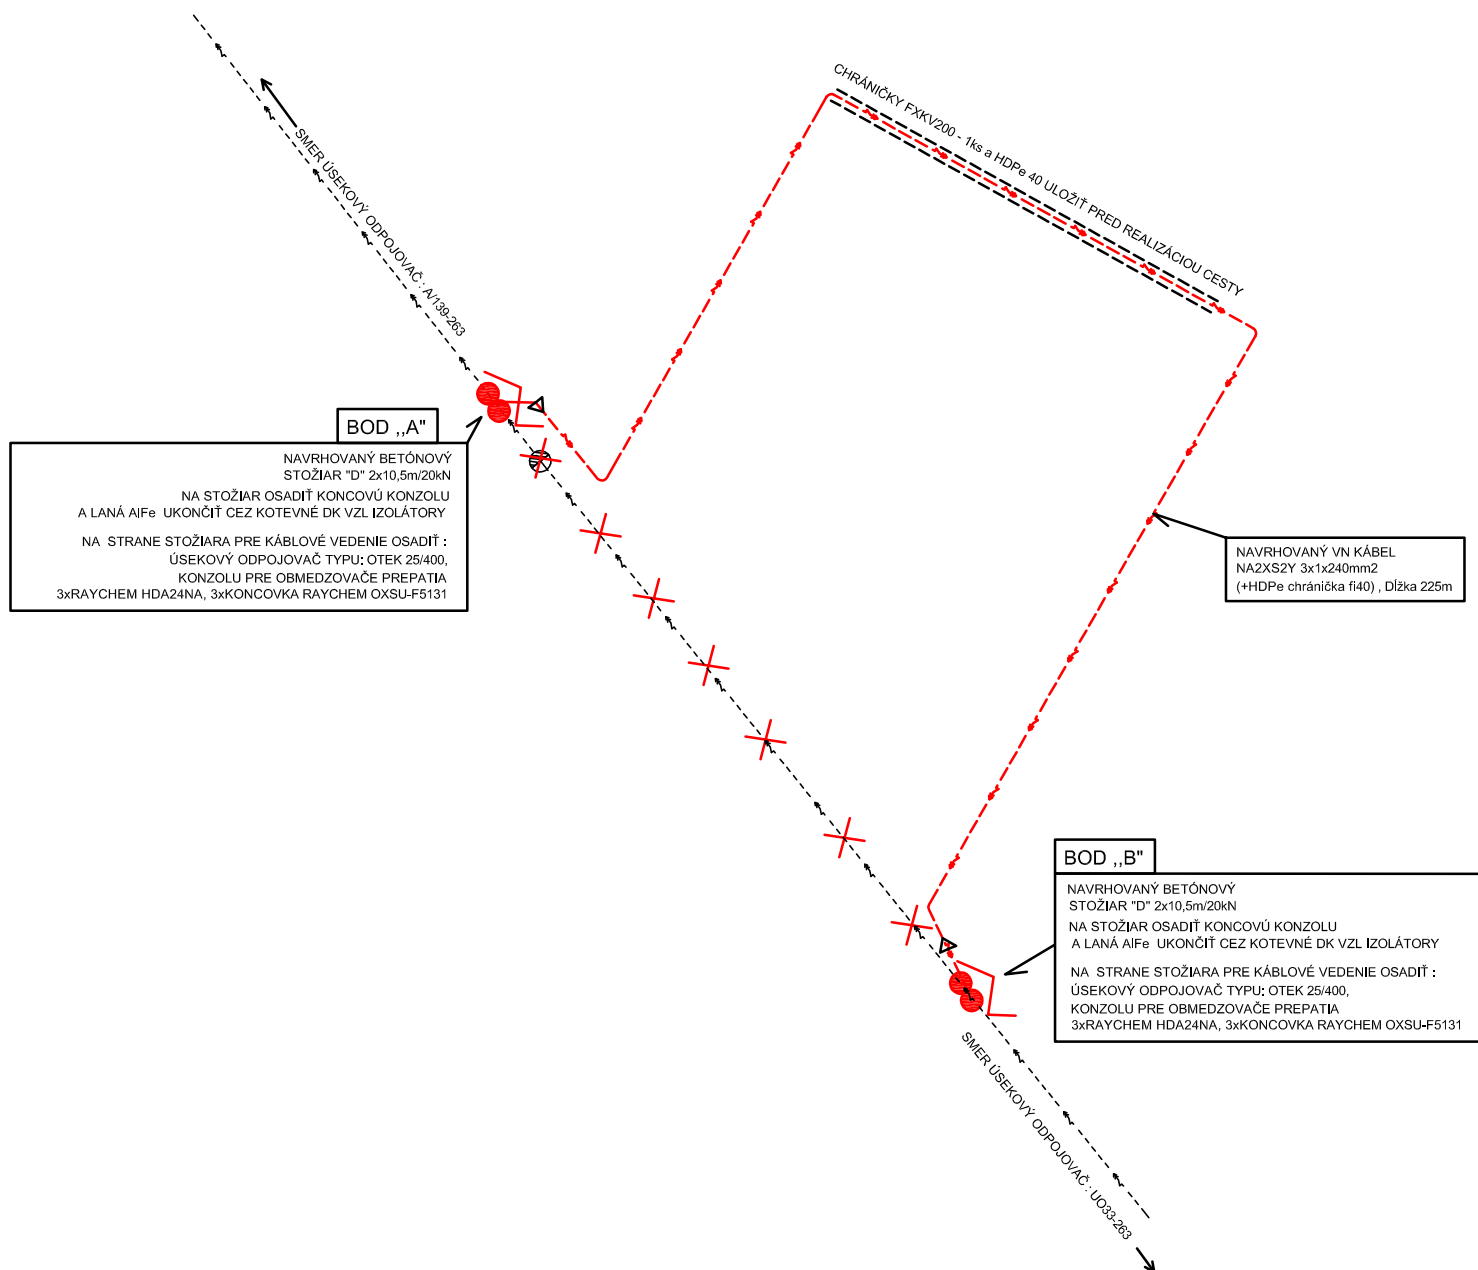 CHRÁNIČKY FXKV200 - 1ks a HDPe 40 ULOŽIŤ PRED REALIZÁCIOU CESTY
SMER ÚSEKOVÝ ODPOJOVAČ : A/139-263
BOD ,,A"
NAVRHOVANÝ BETÓNOVÝ
STOŽIAR "D" 2x10,5m/20kN
NA STOŽIAR OSADIŤ KONCOVÚ KONZOLU
A LANÁ AlFe UKONČIŤ CEZ KOTEVNÉ DK VZL IZOLÁTORY
NA STRANE STOŽIARA PRE KÁBLOVÉ VEDENIE OSADIŤ :
ÚSEKOVÝ ODPOJOVAČ TYPU: OTEK 25/400,
KONZOLU PRE OBMEDZOVAČE PREPATIA
3xRAYCHEM HDA24NA, 3xKONCOVKA RAYCHEM OXSU-F5131
NAVRHOVANÝ VN KÁBEL
NA2XS2Y 3x1x240mm2
(+HDPe chránička fi40) , Dĺžka 225m
BOD ,,B"
NAVRHOVANÝ BETÓNOVÝ
STOŽIAR "D" 2x10,5m/20kN
NA STOŽIAR OSADIŤ KONCOVÚ KONZOLU
A LANÁ AlFe UKONČIŤ CEZ KOTEVNÉ DK VZL IZOLÁTORY
NA STRANE STOŽIARA PRE KÁBLOVÉ VEDENIE OSADIŤ :
ÚSEKOVÝ ODPOJOVAČ TYPU: OTEK 25/400,
KONZOLU PRE OBMEDZOVAČE PREPATIA
3xRAYCHEM HDA24NA, 3xKONCOVKA RAYCHEM OXSU-F5131
SMER ÚSEKOVÝ ODPOJOVAČ : UO33-263